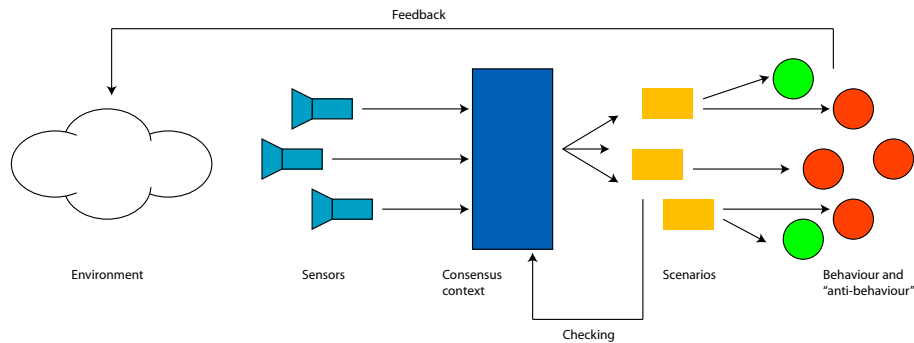 Feedback
Environment
Sensors
Consensus
context
Scenarios
Behaviour and
"anti-behaviour"
Checking